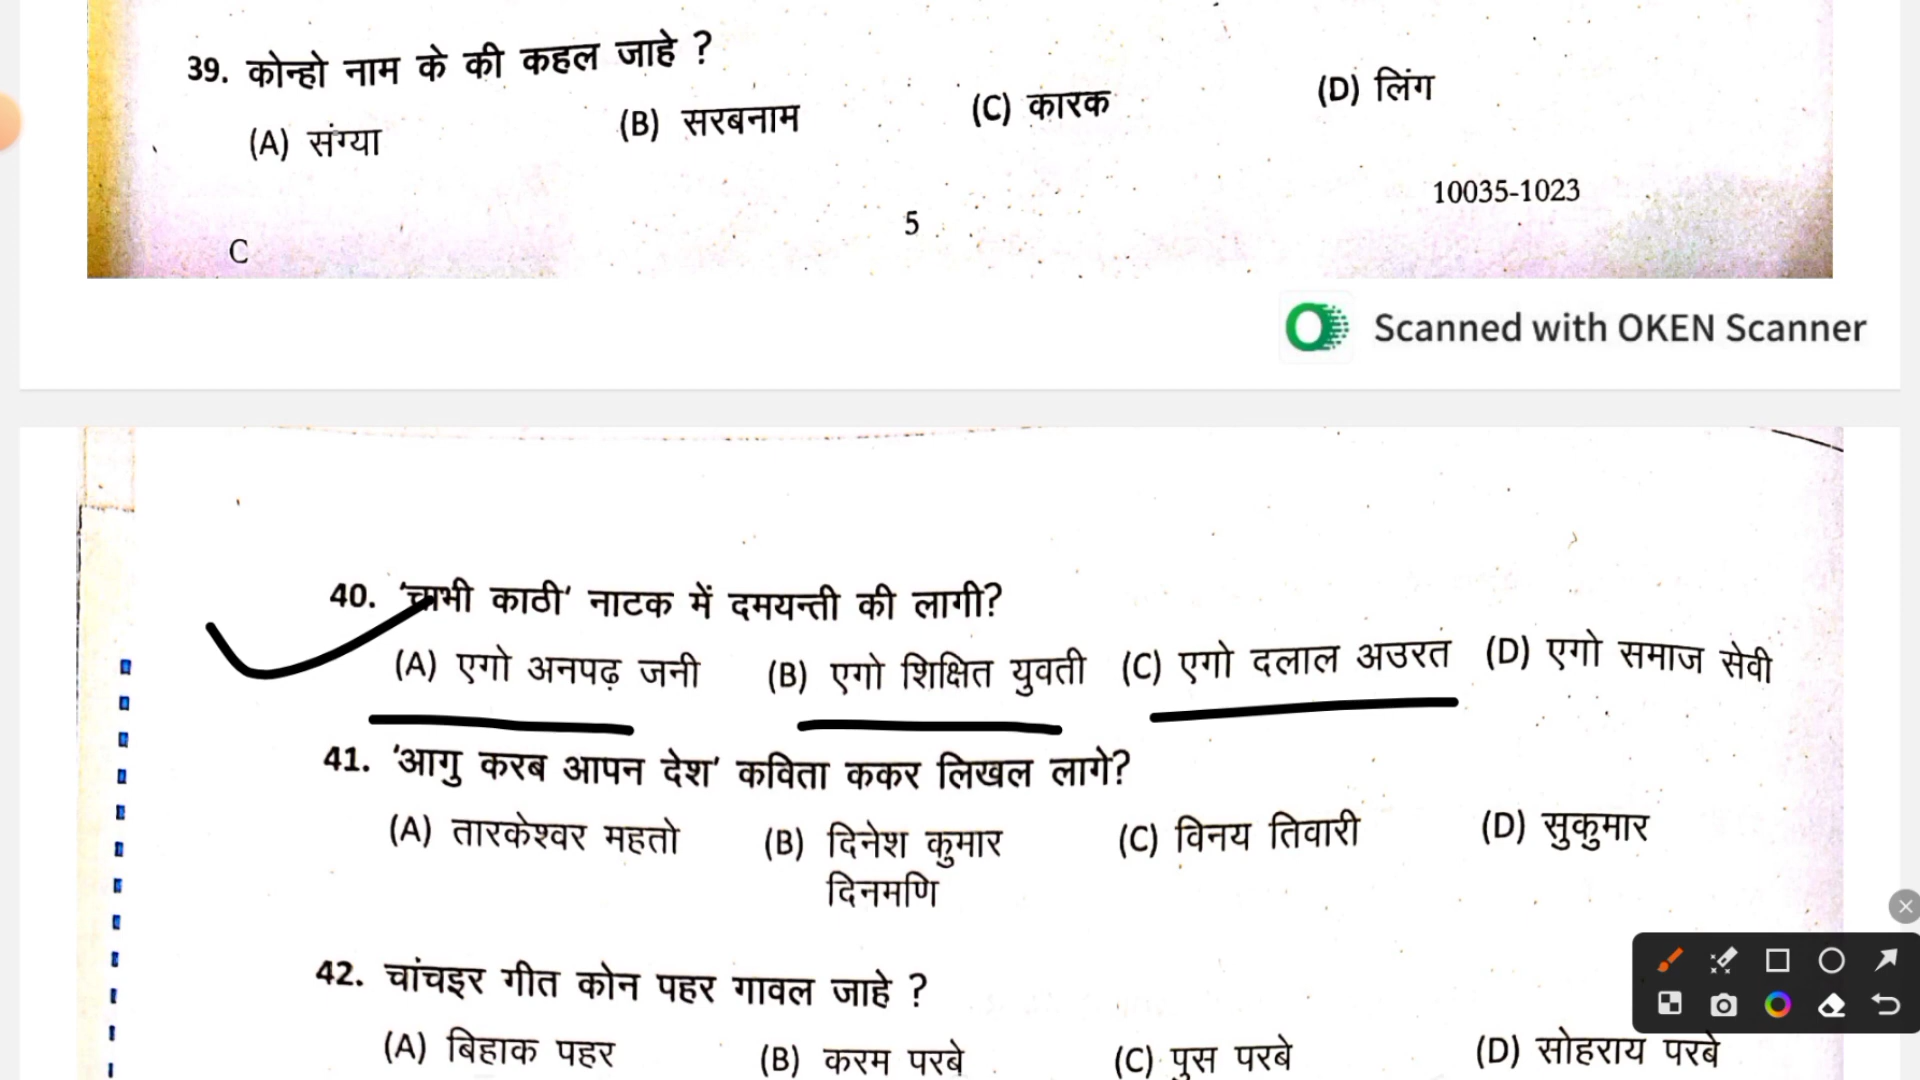 39. कोन्हो नाम के की कहल जाहे ?
(A) संग्या (B) सरबनाम (C) कारक (D) लिंग
10035-1023
5
C
Scanned with OKEN Scanner
40. 'चाभी काठी' नाटक में दमयन्ती की लागी?
(A) एगो अनपढ़ जनी (B) एगो शिक्षित युवती (C) एगो दलाल अउरत (D) एगो समाज सेवी
41. 'आगु करब आपन देश' कविता ककर लिखल लागे?
(A) तारकेश्वर महतो (B) दिनेश कुमार (C) विनय तिवारी (D) सुकुमार
दिनमणि
42. चांचइर गीत कोन पहर गावल जाहे ?
(A) बिहाक पहर (B) करम परबे (C) पुस परबे (D) सोहराय परबे